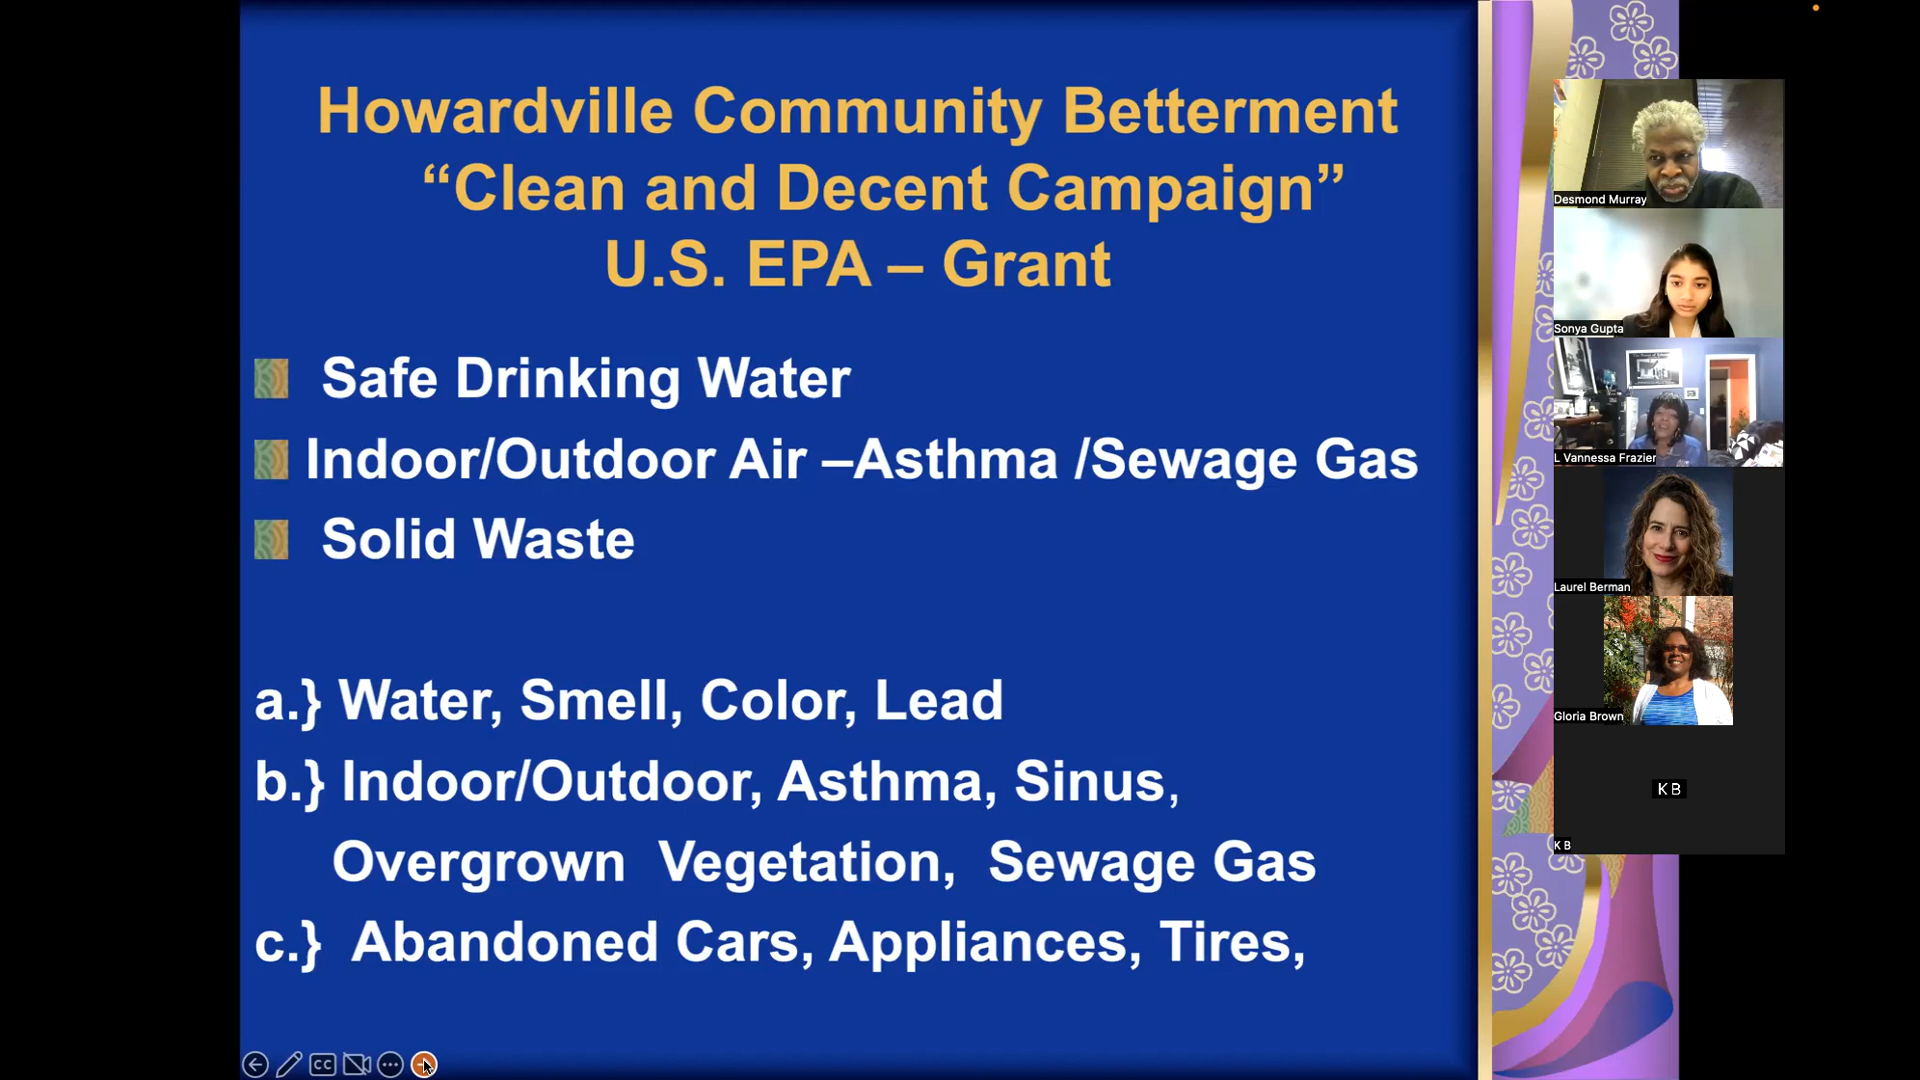 Howardville Community Betterment
“Clean and Decent Campaign”
U.S. EPA – Grant
Safe Drinking Water
Indoor/Outdoor Air –Asthma /Sewage Gas
Solid Waste
a.} Water, Smell, Color, Lead
b.} Indoor/Outdoor, Asthma, Sinus,
Overgrown Vegetation, Sewage Gas
c.} Abandoned Cars, Appliances, Tires,
CC
Desmond Murray
Sonya Gupta
L Vannessa Frazier
Laurel Berman
Gloria Brown
K B
K B